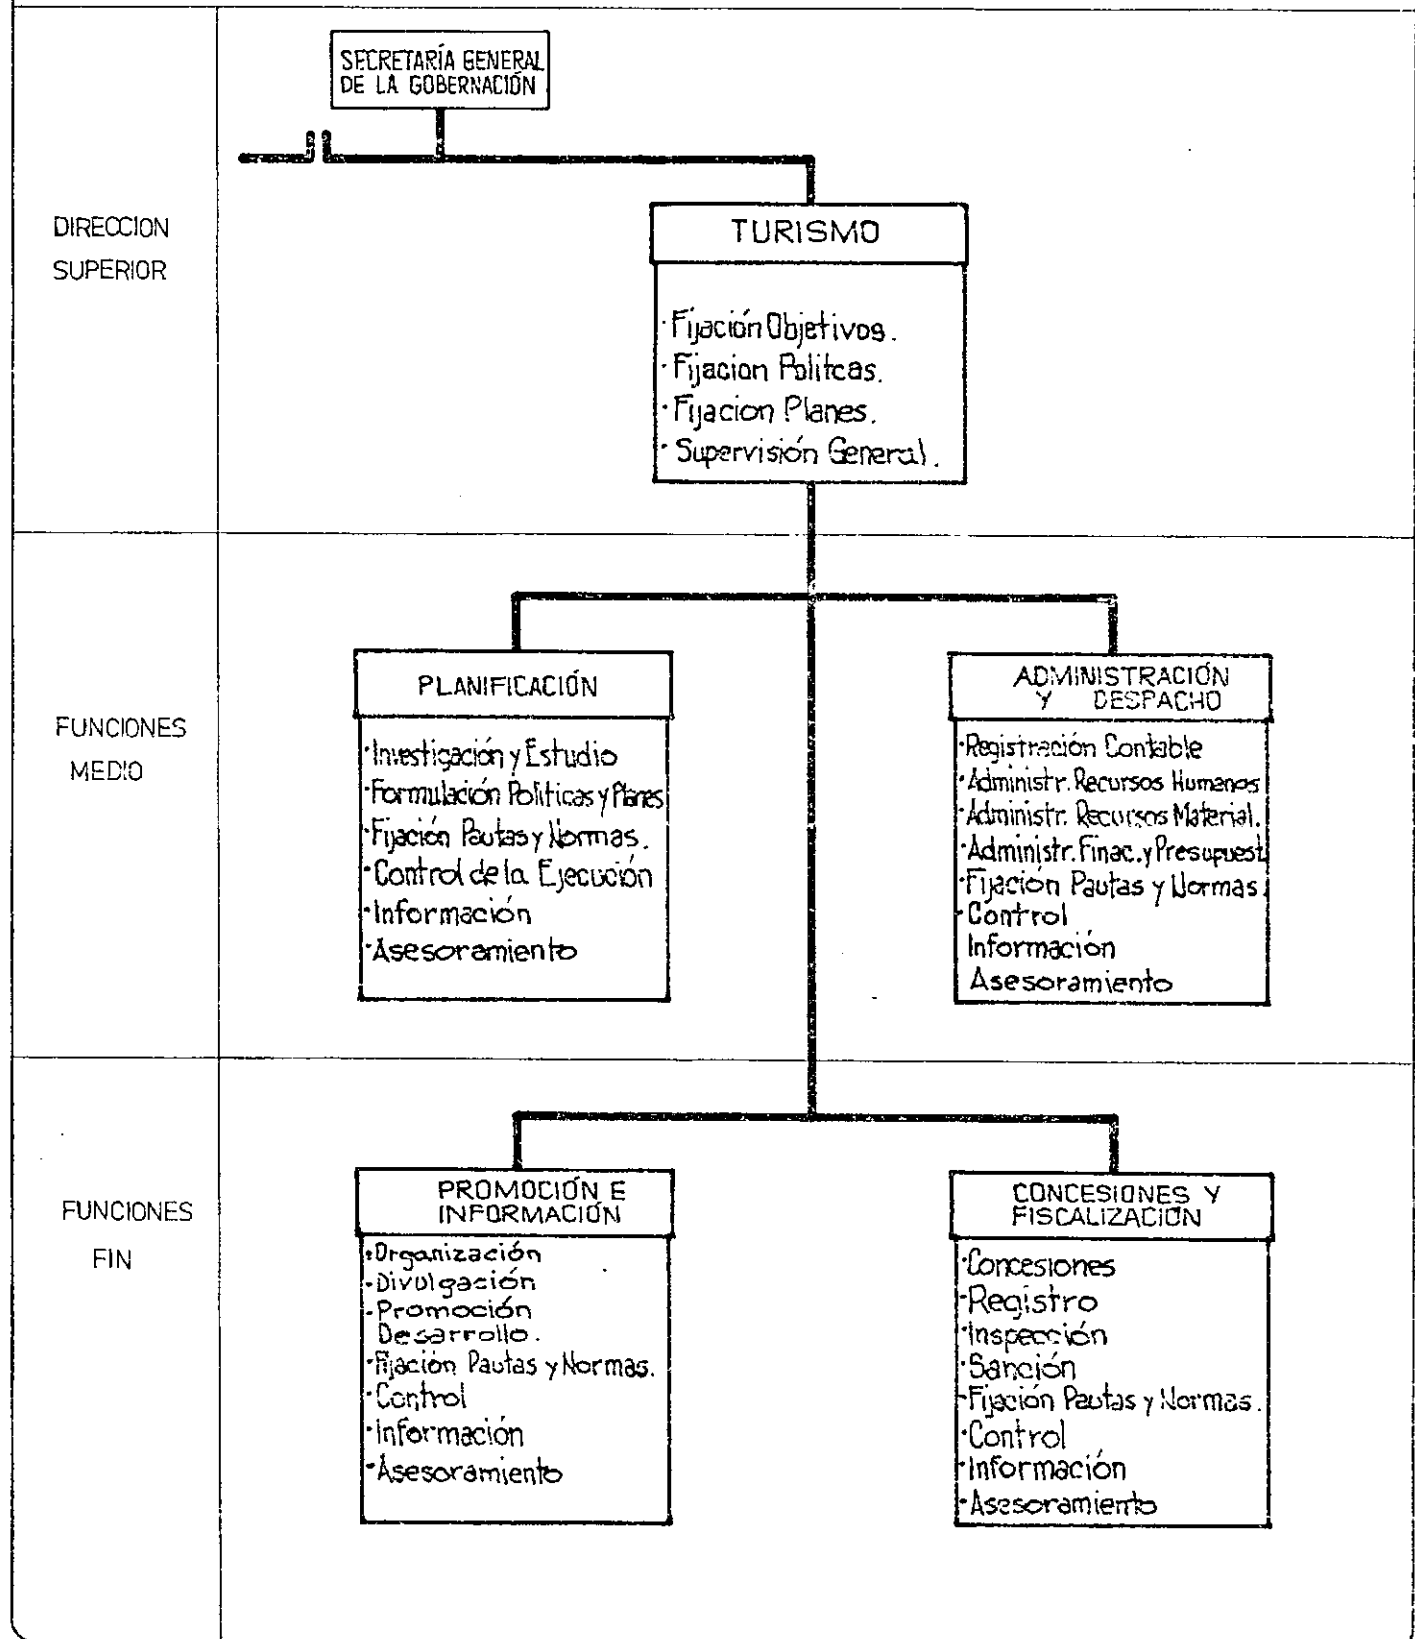 SECRETARÍA GENERAL
DE LA GOBERNACIÓN
DIRECCION
SUPERIOR
TURISMO
·Fijación Objetivos.
·Fijacion Politcas.
·Fijacion Planes.
·Supervisión General.
FUNCIONES
MEDIO
PLANIFICACIÓN
·Investigación y Estudio
·Formulación Políticas y Planes
·Fijación Pautas y Normas.
·Control de la Ejecución
·Información
·Asesoramiento
ADMINISTRACIÓN
Y DESPACHO
·Registración Contable
·Administr. Recursos Humanos
·Administr. Recursos Material.
·Administr. Finac. y Presupuest.
·Fijación Pautas y Normas.
·Control
Información
Asesoramiento
FUNCIONES
FIN
PROMOCIÓN E
INFORMACIÓN
·Organización
·Divulgación
·Promoción
Desarrollo.
·Fijación Pautas y Normas.
·Control
·Información
·Asesoramiento
CONCESIONES Y
FISCALIZACIÓN
·Concesiones
·Registro
·Inspección
·Sanción
·Fijación Pautas y Normas.
·Control
·Información
·Asesoramiento